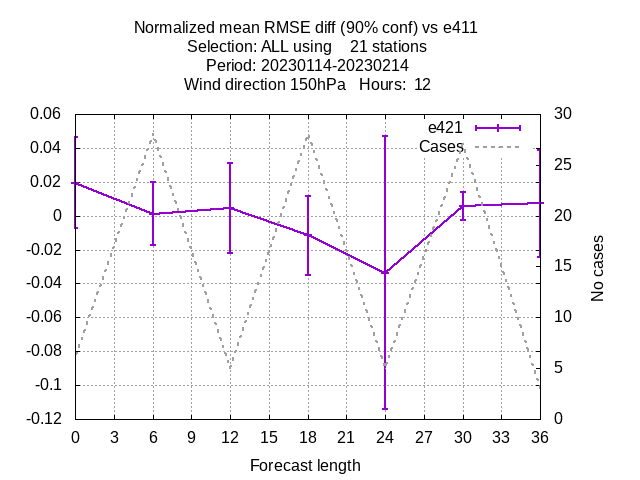 Normalized mean RMSE diff (90% conf) vs e411
Selection: ALL using    21 stations
Period: 20230114-20230214
Wind direction 150hPa   Hours:  12
0.06
0.04
0.02
0
-0.02
-0.04
-0.06
-0.08
-0.1
-0.12
e421
Cases
30
25
20
15
10
5
0
No cases
0 3 6 9 12 15 18 21 24 27 30 33 36
Forecast length